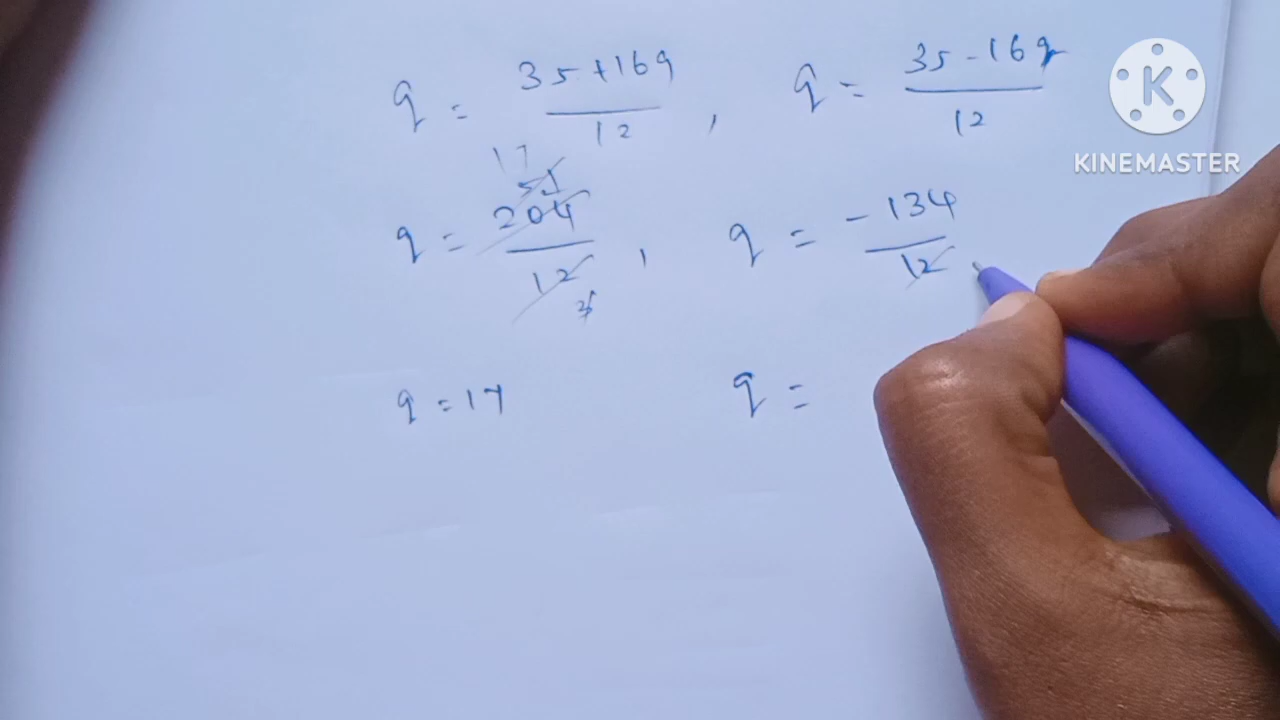 q = 35+169/12 , q = 35-169/12
K
KINEMASTER
17
51
q = 204/12 , q = -134/12
3
q = 17 q =